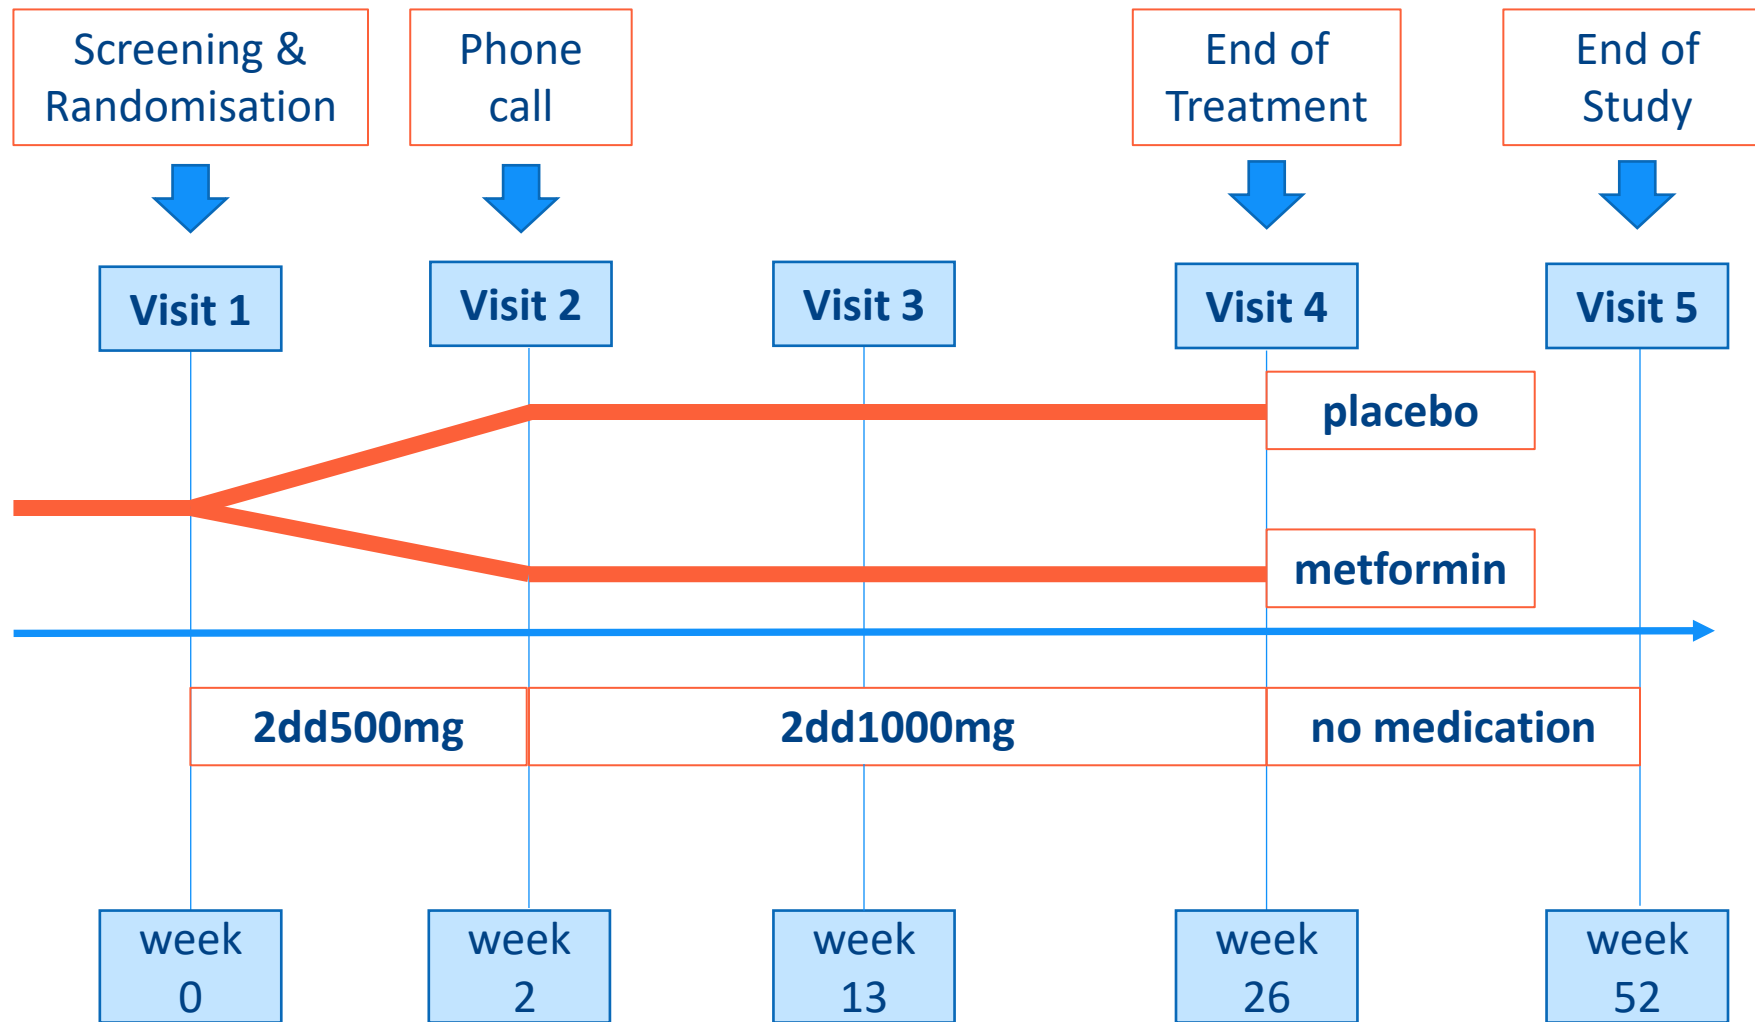 Screening &
Randomisation
Phone
call
End of
Treatment
End of
Study
Visit 1
Visit 2
Visit 3
Visit 4
Visit 5
placebo
metformin
2dd500mg
2dd1000mg
no medication
week
0
week
2
week
13
week
26
week
52